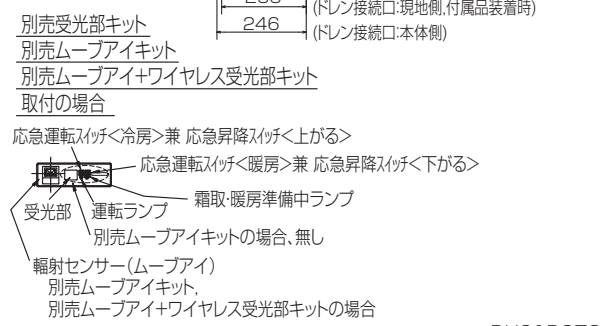 (ドレン接続口:現地側,付属品装着時)
246
(ドレン接続口:本体側)
別売受光部キット
別売ムーブアイキット
別売ムーブアイ+ワイヤレス受光部キット
取付の場合
応急運転スイッチ<冷房>兼 応急昇降スイッチ<上がる>
応急運転スイッチ<暖房>兼 応急昇降スイッチ<下がる>
霜取・暖房準備中ランプ
受光部
運転ランプ
別売ムーブアイキットの場合、無し
輻射センサー(ムーブアイ)
別売ムーブアイキット,
別売ムーブアイ+ワイヤレス受光部キットの場合